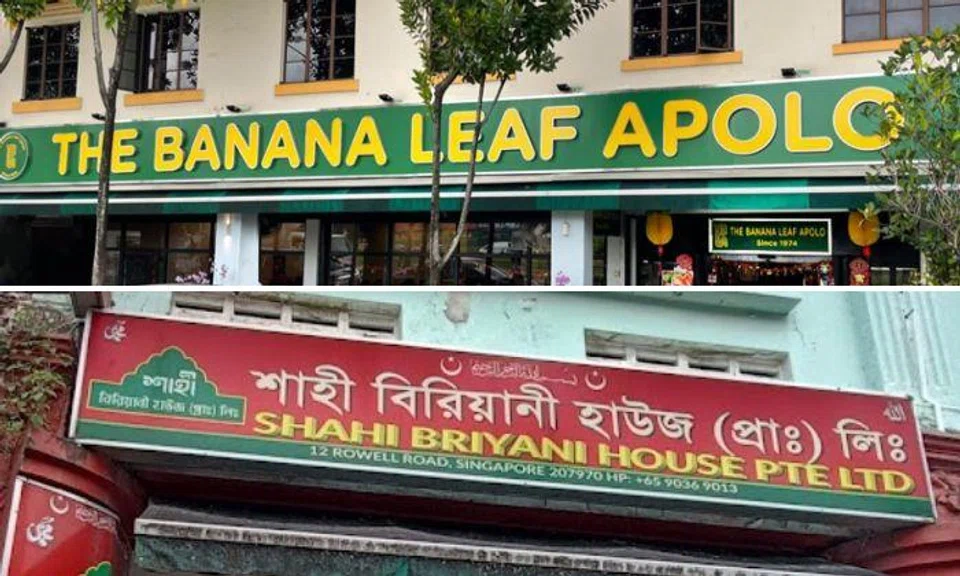 THE BANANA LEAF APOLO
THE BANANA LEAF APOLO
Since 1974
শাহী
বিরিয়ানী হাউজ (প্রাঃ) লিঃ
শাহী বিরিয়ানী হাউজ (প্রাঃ) লিঃ
SHAHI BRIYANI HOUSE PTE LTD
12 ROWELL ROAD, SINGAPORE 207970 HP: +65 9036 9013
الله